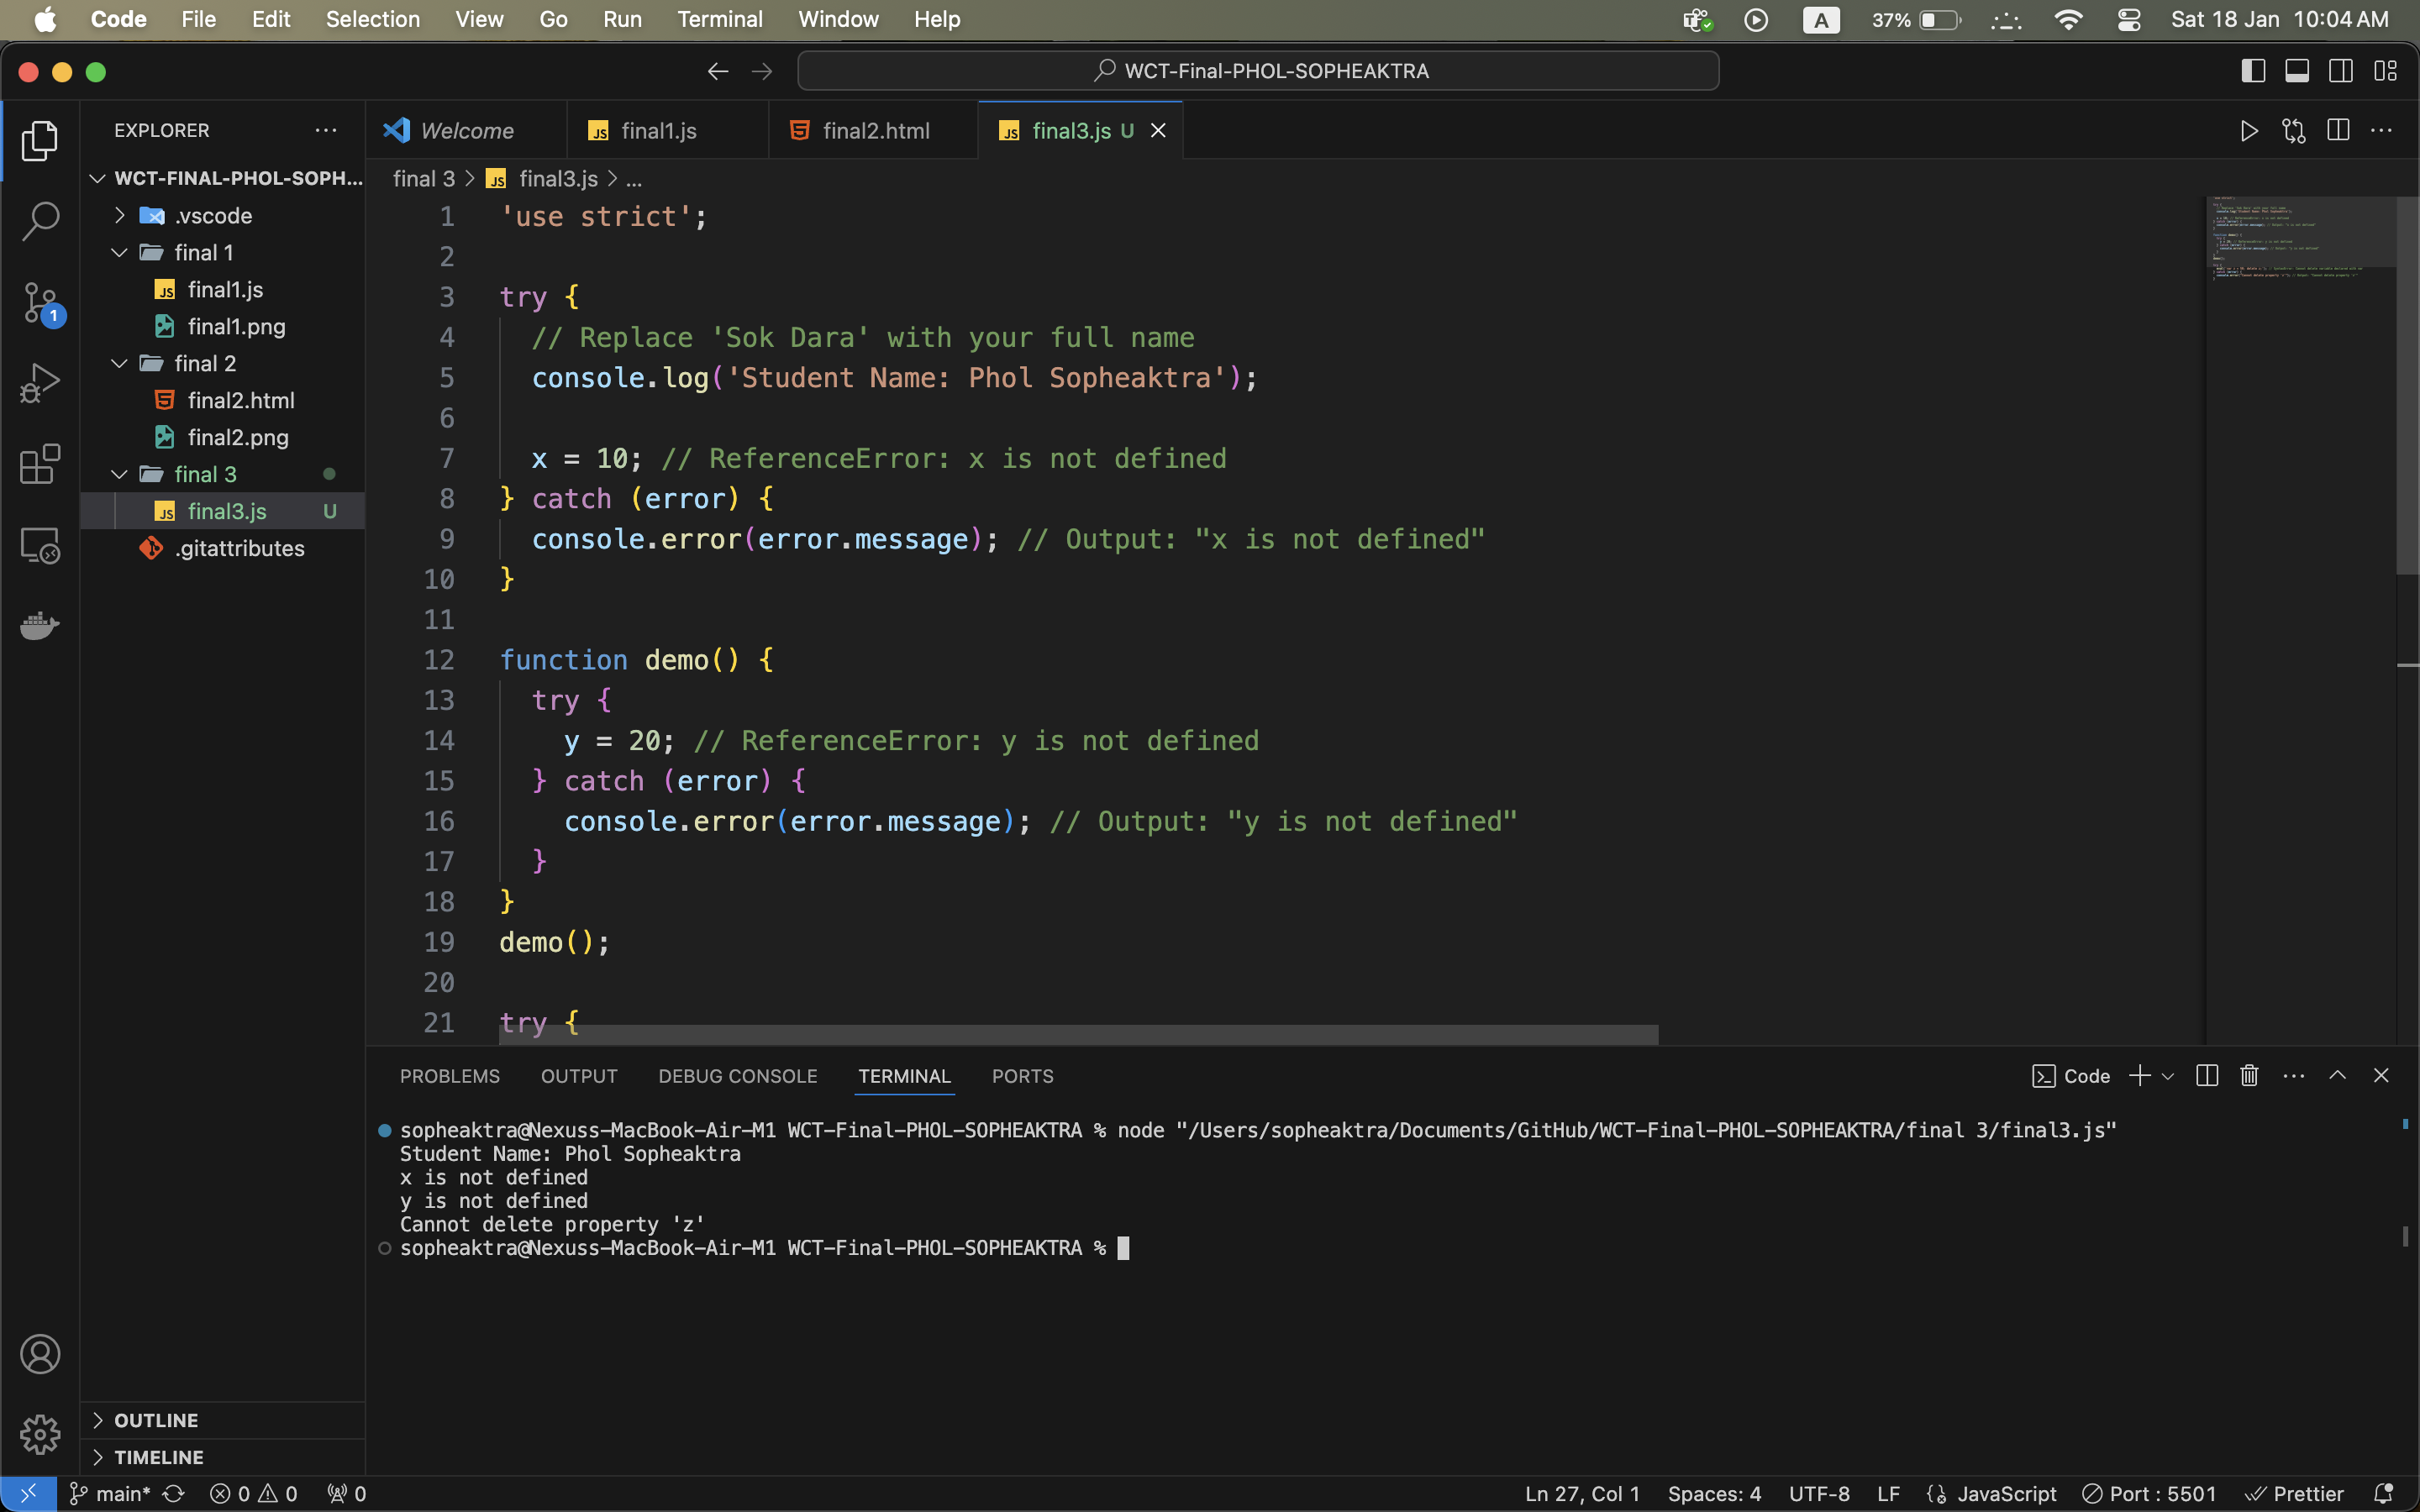 Code File Edit Selection View Go Run Terminal Window Help A 37% Sat 18 Jan 10:04 AM
WCT-Final-PHOL-SOPHEAKTRA
EXPLORER
Welcome
JS final1.js
final2.html
JS final3.js U
WCT-FINAL-PHOL-SOPH...
.vscode
final 1
JS final1.js
final1.png
final 2
final2.html
final2.png
final 3
JS final3.js U
.gitattributes
1
OUTLINE
TIMELINE
final 3 > JS final3.js > ...
1 'use strict';
2
3 try {
4 // Replace 'Sok Dara' with your full name
5 console.log('Student Name: Phol Sopheaktra');
6
7 x = 10; // ReferenceError: x is not defined
8 } catch (error) {
9 console.error(error.message); // Output: "x is not defined"
10 }
11
12 function demo() {
13 try {
14 y = 20; // ReferenceError: y is not defined
15 } catch (error) {
16 console.error(error.message); // Output: "y is not defined"
17 }
18 }
19 demo();
20
21 try {
PROBLEMS OUTPUT DEBUG CONSOLE TERMINAL PORTS Code
sopheaktra@Nexuss-MacBook-Air-M1 WCT-Final-PHOL-SOPHEAKTRA % node "/Users/sopheaktra/Documents/GitHub/WCT-Final-PHOL-SOPHEAKTRA/final 3/final3.js"
Student Name: Phol Sopheaktra
x is not defined
y is not defined
Cannot delete property 'z'
sopheaktra@Nexuss-MacBook-Air-M1 WCT-Final-PHOL-SOPHEAKTRA %
main* 0 0 0 Ln 27, Col 1 Spaces: 4 UTF-8 LF JavaScript Port : 5501 Prettier